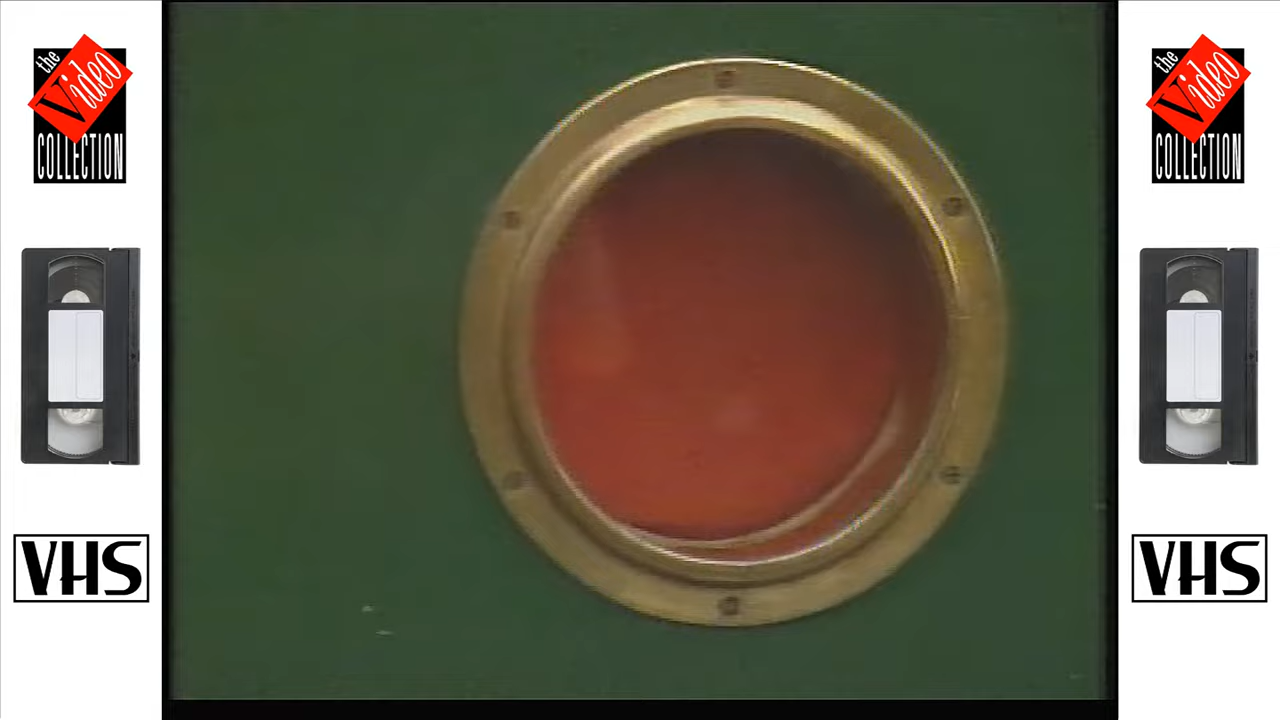 the
Video
COLLECTION
VHS
the
Video
COLLECTION
VHS